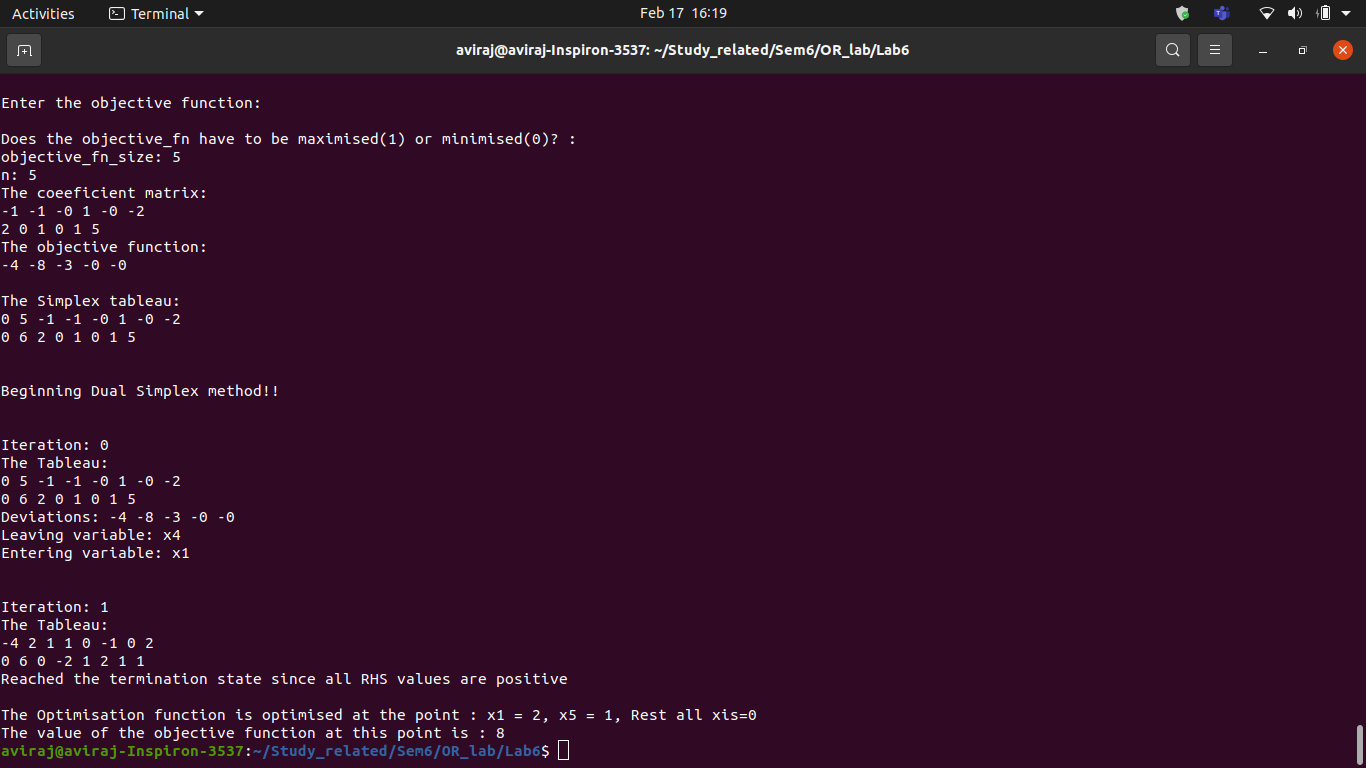 Activities Terminal Feb 17 16:19
aviraj@aviraj-Inspiron-3537: ~/Study_related/Sem6/OR_lab/Lab6
Enter the objective function:
Does the objective_fn have to be maximised(1) or minimised(0)? :
objective_fn_size: 5
n: 5
The coeeficient matrix:
-1 -1 -0 1 -0 -2
2 0 1 0 1 5
The objective function:
-4 -8 -3 -0 -0
The Simplex tableau:
0 5 -1 -1 -0 1 -0 -2
0 6 2 0 1 0 1 5
Beginning Dual Simplex method!!
Iteration: 0
The Tableau:
0 5 -1 -1 -0 1 -0 -2
0 6 2 0 1 0 1 5
Deviations: -4 -8 -3 -0 -0
Leaving variable: x4
Entering variable: x1
Iteration: 1
The Tableau:
-4 2 1 1 0 -1 0 2
0 6 0 -2 1 2 1 1
Reached the termination state since all RHS values are positive
The Optimisation function is optimised at the point : x1 = 2, x5 = 1, Rest all xis=0
The value of the objective function at this point is : 8
aviraj@aviraj-Inspiron-3537:~/Study_related/Sem6/OR_lab/Lab6$